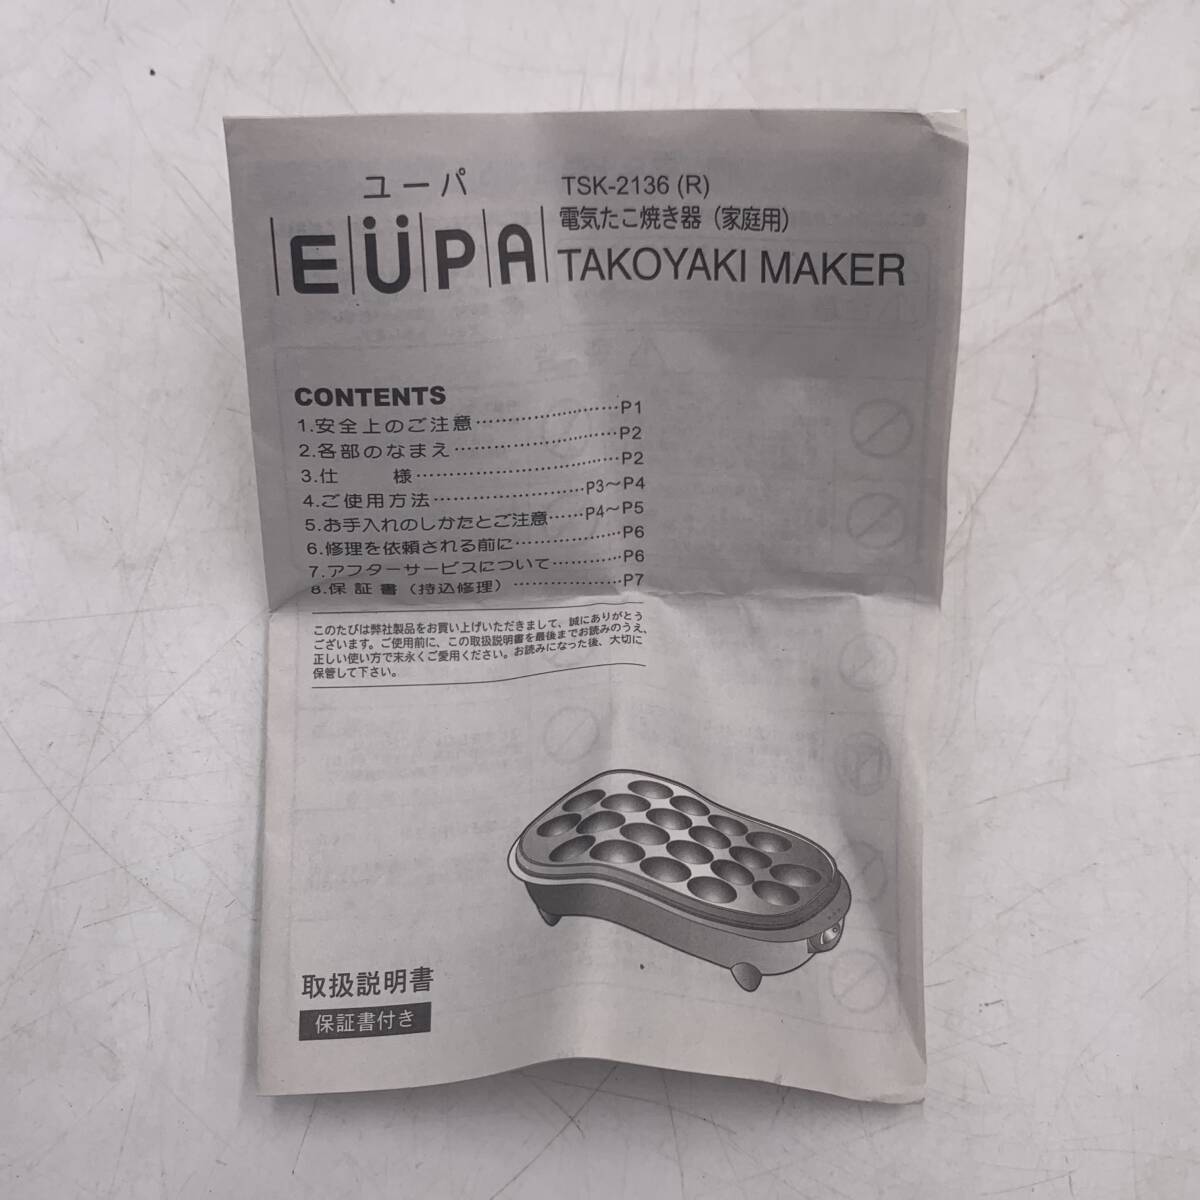 ユーパ
EÜPA
TSK-2136 (R)
電気たこ焼き器（家庭用）
TAKOYAKI MAKER
CONTENTS
1.安全上のご注意……………………P1
2.各部のなまえ………………………P2
3.仕　　様……………………………P2
4.ご使用方法……………………P3～P4
5.お手入れのしかたとご注意……P4～P5
6.修理を依頼される前に………………P6
7.アフターサービスについて…………P6
8.保証書（持込修理）………………P7
このたびは弊社製品をお買い上げいただきまして、誠にありがとう
ございます。ご使用前に、この取扱説明書を最後までお読みのうえ、
正しい使い方で末永くご愛用ください。お読みになった後、大切に
保管して下さい。
取扱説明書
保証書付き